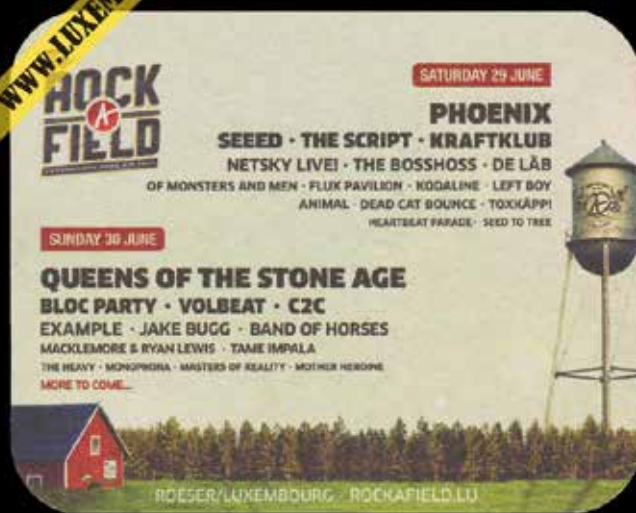 WWW.LUXEM
ROCK
A
FIELD
SATURDAY 29 JUNE
PHOENIX
SEEED · THE SCRIPT · KRAFTKLUB
NETSKY LIVE! · THE BOSSHOSS · DE LÄB
OF MONSTERS AND MEN · FLUX PAVILION · KODALINE · LEFT BOY
ANIMAL · DEAD CAT BOUNCE · TOXKÄPP!
HEARTBEAT PARADE · SEED TO TREE
SUNDAY 30 JUNE
QUEENS OF THE STONE AGE
BLOC PARTY · VOLBEAT · C2C
EXAMPLE · JAKE BUGG · BAND OF HORSES
MACKLEMORE & RYAN LEWIS · TAME IMPALA
THE HEAVY · MONOPHONA · MASTERS OF REALITY · MOTHER HEROINE
MORE TO COME...
ROESER/LUXEMBOURG · ROCKAFIELD.LU